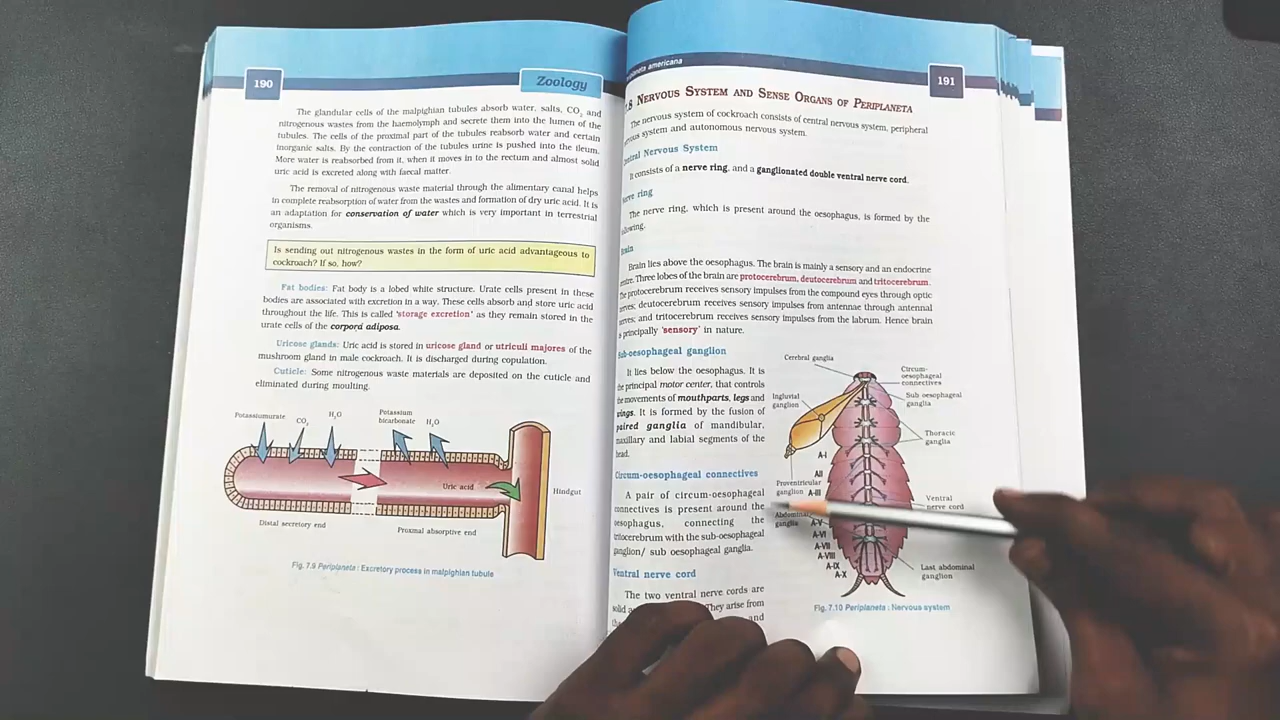 190
Zoology
The glandular cells of the malpighian tubules absorb water, salts, CO2 and
nitrogenous wastes from the haemolymph and secrete them into the lumen of the
tubules. The cells of the proximal part of the tubules reabsorb water and certain
inorganic salts. By the contraction of the tubules urine is pushed into the ileum.
More water is reabsorbed from it, when it moves in to the rectum and almost solid
uric acid is excreted along with faecal matter.
The removal of nitrogenous waste material through the alimentary canal helps
in complete reabsorption of water from the wastes and formation of dry uric acid. It is
an adaptation for conservation of water which is very important in terrestrial
organisms.
Is sending out nitrogenous wastes in the form of uric acid advantageous to
cockroach? If so, how?
Fat bodies: Fat body is a lobed white structure. Urate cells present in these
bodies are associated with excretion in a way. These cells absorb and store uric acid
throughout the life. This is called 'storage excretion' as they remain stored in the
urate cells of the corpora adiposa.
Uricose glands: Uric acid is stored in uricose gland or utriculi majores of the
mushroom gland in male cockroach. It is discharged during copulation.
Cuticle: Some nitrogenous waste materials are deposited on the cuticle and
eliminated during moulting.
Potassiumurate
CO2
H2O
Potassium
bicarbonate
H2O
Uric acid
Hindgut
Distal secretory end
Proximal absorptive end
Fig. 7.9 Periplaneta : Excretory process in malpighian tubule
americana
191
NERVOUS SYSTEM AND SENSE ORGANS OF PERIPLANETA
The nervous system of cockroach consists of central nervous system, peripheral
system and autonomous nervous system.
Nervous System
It consists of a nerve ring, and a ganglionated double ventral nerve cord.
ring
The nerve ring, which is present around the oesophagus, is formed by the
Brain lies above the oesophagus. The brain is mainly a sensory and an endocrine
Three lobes of the brain are protocerebrum, deutocerebrum and tritocerebrum.
protocerebrum receives sensory impulses from the compound eyes through optic
deutocerebrum receives sensory impulses from antennae through antennal
and tritocerebrum receives sensory impulses from the labrum. Hence brain
principally 'sensory' in nature.
Sub-oesophageal ganglion
It lies below the oesophagus. It is
the principal motor center, that controls
the movements of mouthparts, legs and
wings. It is formed by the fusion of
paired ganglia of mandibular,
maxillary and labial segments of the
head.
Circum-oesophageal connectives
A pair of circum-oesophageal
connectives is present around the
oesophagus, connecting the
tritocerebrum with the sub-oesophageal
ganglion/ sub oesophageal ganglia.
Ventral nerve cord
The two ventral nerve cords are
solid They arise from
and
Cerebral ganglia
Circum-
oesophageal
connectives
Sub oesophageal
ganglia
Ingluvial
ganglion
Thoracic
ganglia
A-I
AII
Proventricular
ganglion A-III
Ventral
nerve cord
Abdominal
ganglia A-V
A-VI
A-VII
A-VIII
A-IX
A-X
Last abdominal
ganglion
Fig. 7.10 Periplaneta : Nervous system